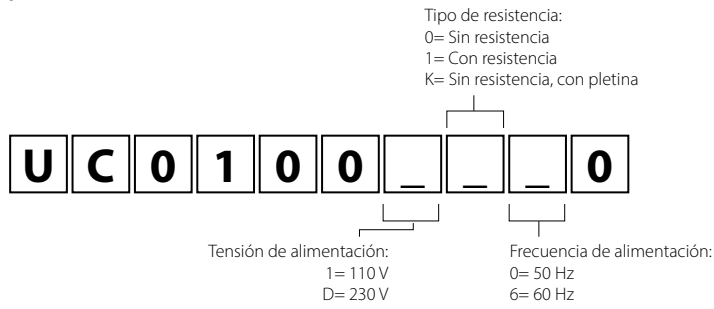 Tipo de resistencia:
0= Sin resistencia
1= Con resistencia
K= Sin resistencia, con pletina
U C 0 1 0 0 _ _ _ 0
Tensión de alimentación:
1= 110 V
D= 230 V
Frecuencia de alimentación:
0= 50 Hz
6= 60 Hz